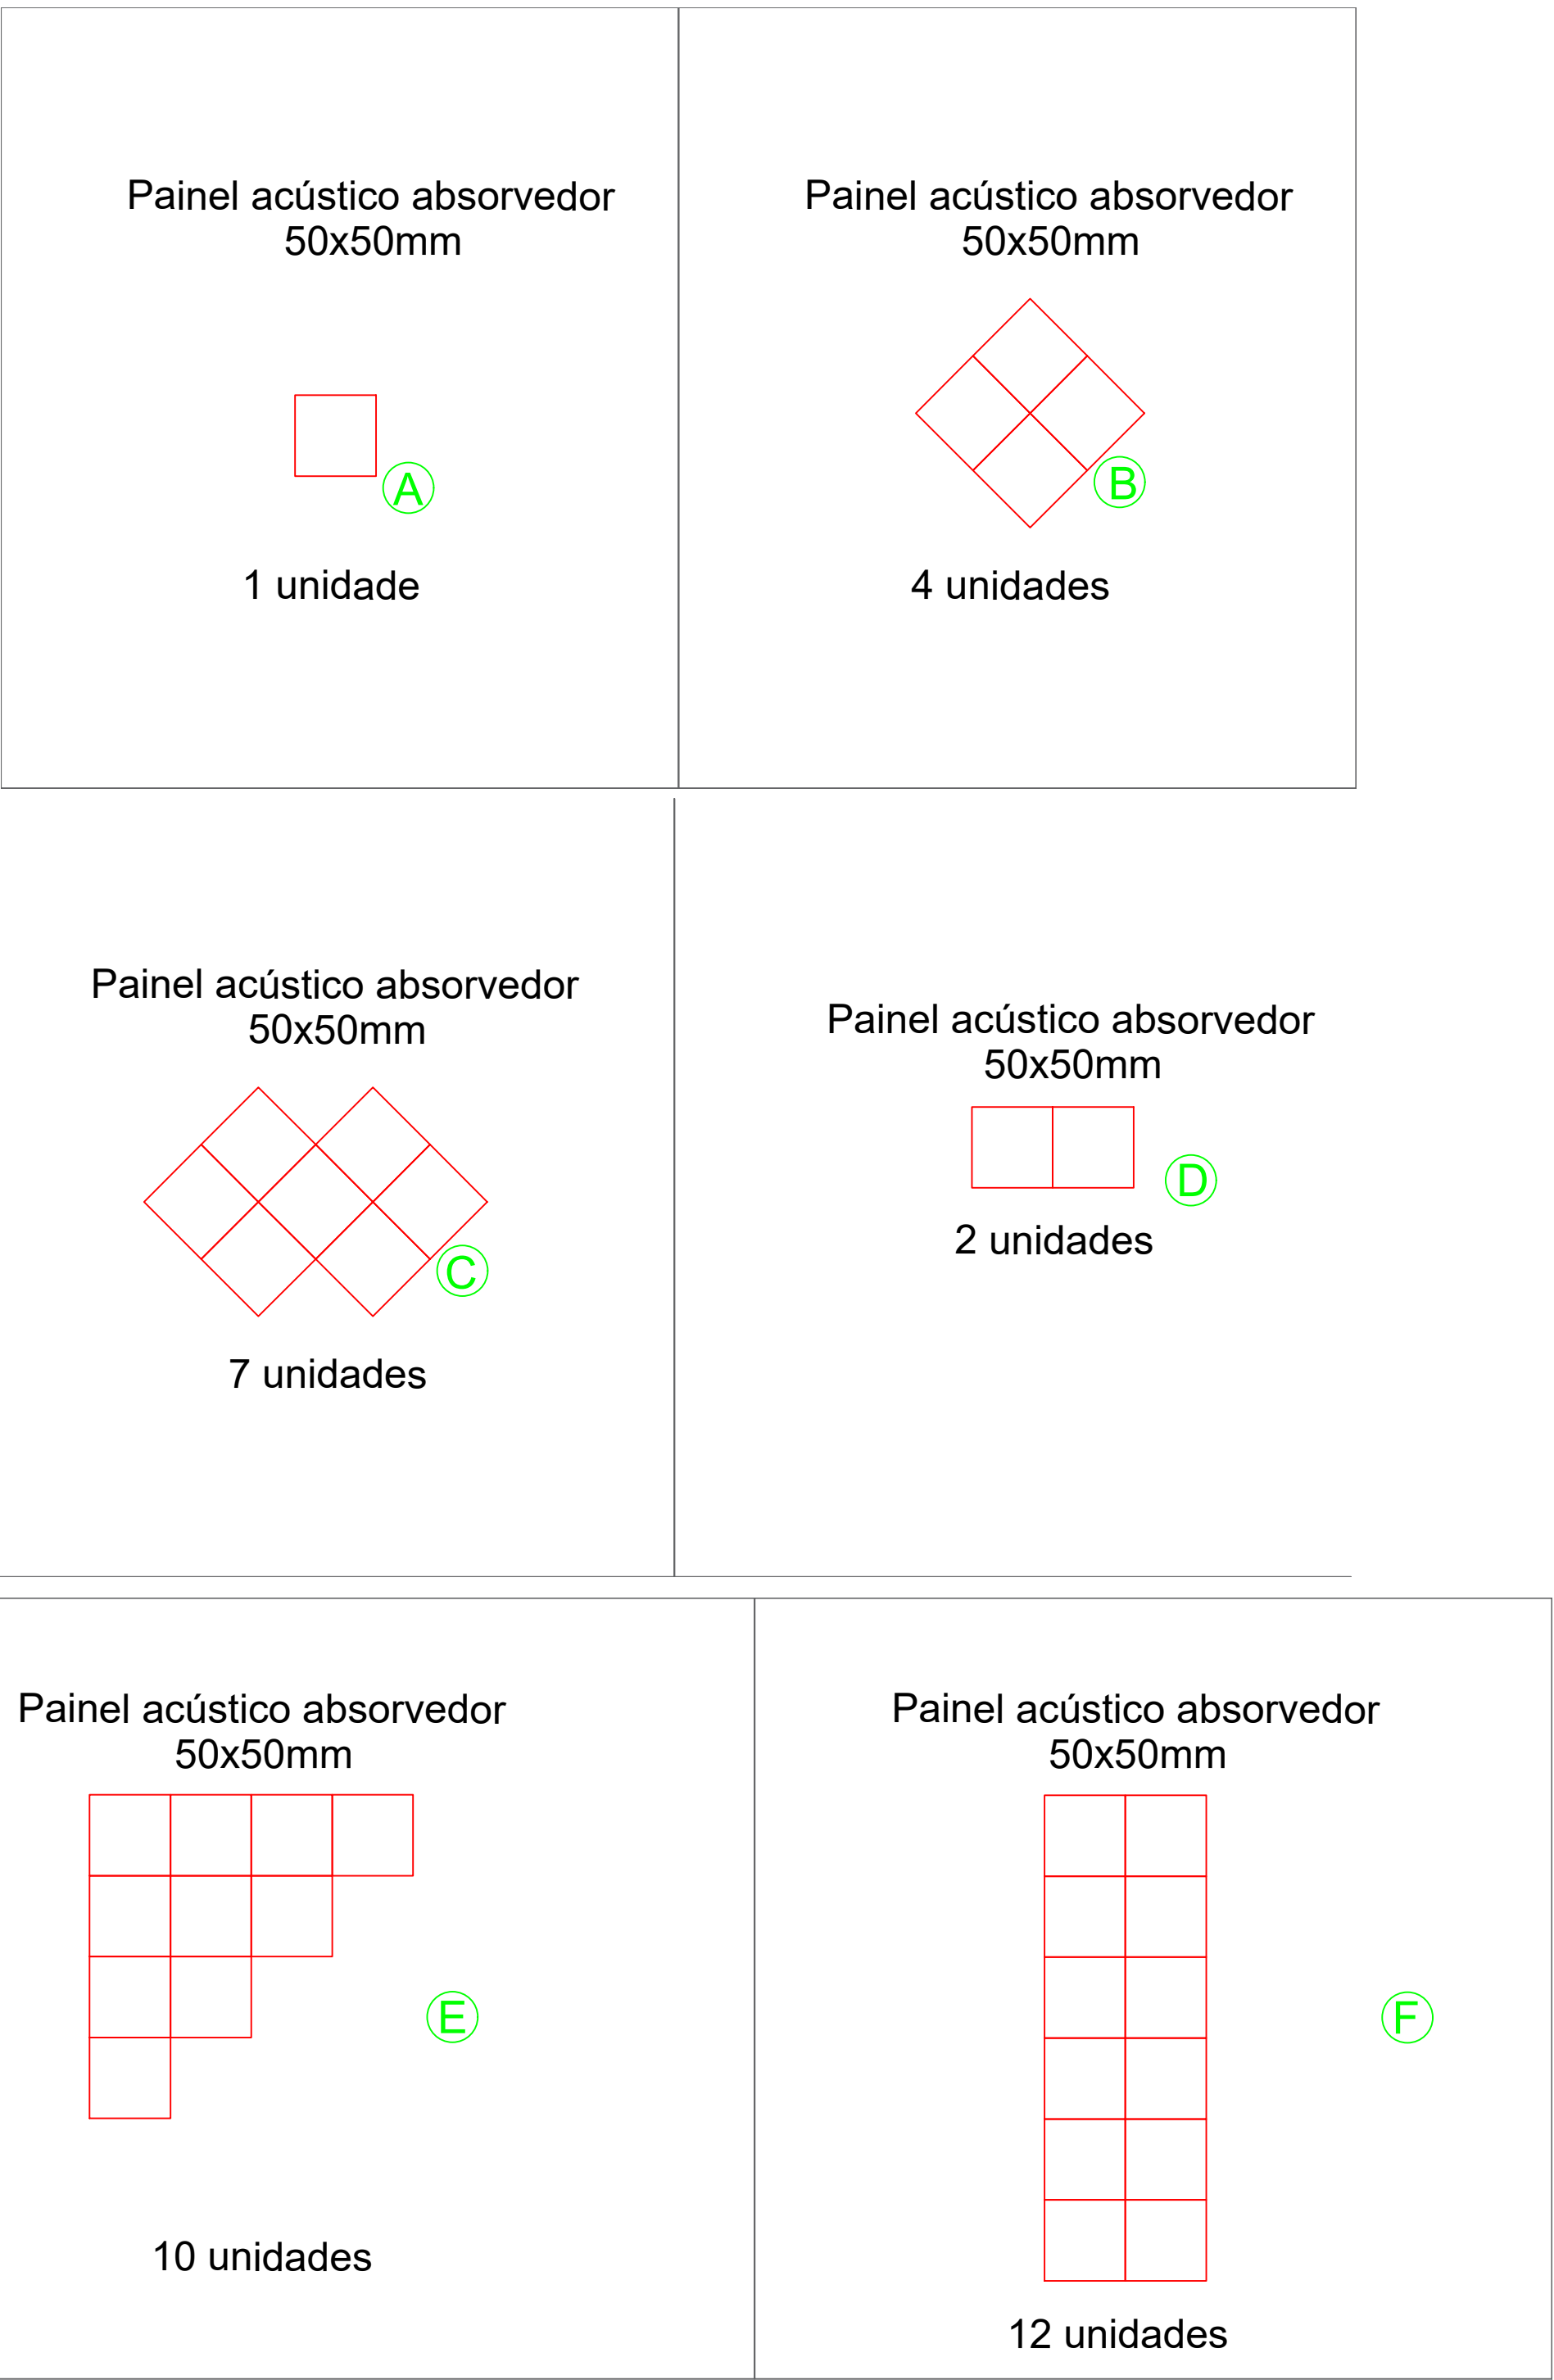 Painel acústico absorvedor
50x50mm
A
1 unidade
Painel acústico absorvedor
50x50mm
B
4 unidades
Painel acústico absorvedor
50x50mm
C
7 unidades
Painel acústico absorvedor
50x50mm
D
2 unidades
Painel acústico absorvedor
50x50mm
E
10 unidades
Painel acústico absorvedor
50x50mm
F
12 unidades